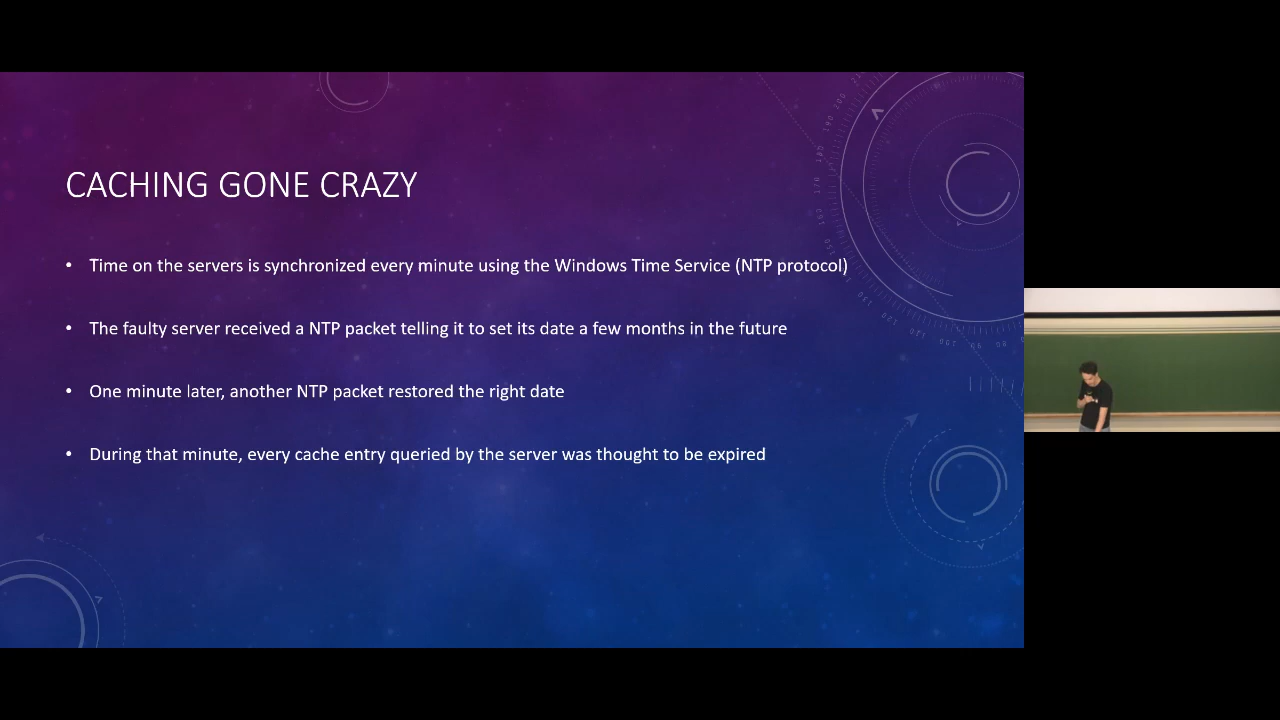 CACHING GONE CRAZY
• Time on the servers is synchronized every minute using the Windows Time Service (NTP protocol)
• The faulty server received a NTP packet telling it to set its date a few months in the future
• One minute later, another NTP packet restored the right date
• During that minute, every cache entry queried by the server was thought to be expired